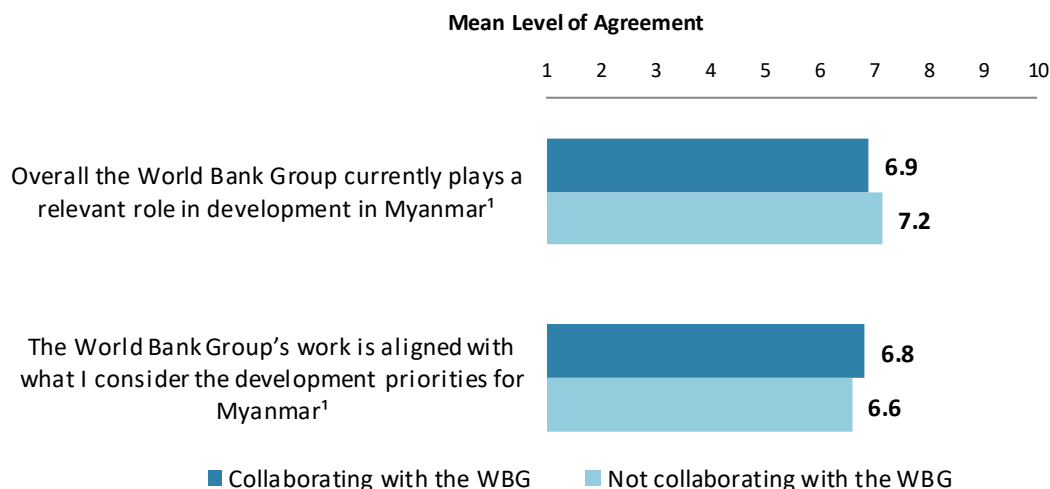 Mean Level of Agreement
1 2 3 4 5 6 7 8 9 10
Overall the World Bank Group currently plays a
relevant role in development in Myanmar¹
6.9
7.2
The World Bank Group's work is aligned with
what I consider the development priorities for
Myanmar¹
6.8
6.6
Collaborating with the WBG Not collaborating with the WBG